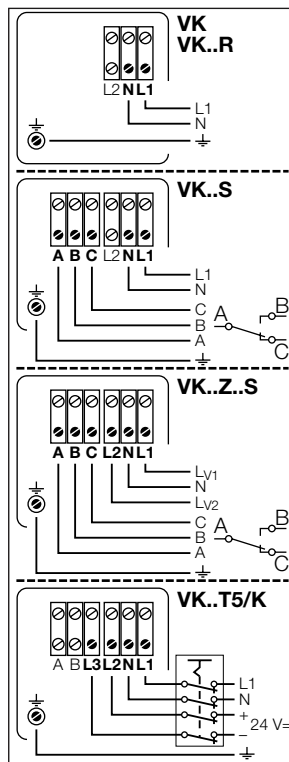 VK
VK..R
L2 N L1
L1
N
VK..S
A B C L2 N L1
L1
N
C
B
A
A
B
C
VK..Z..S
A B C L2 N L1
LV1
N
LV2
C
B
A
A
B
C
VK..T5/K
A B L3 L2 N L1
L1
N
+
24 V=
–